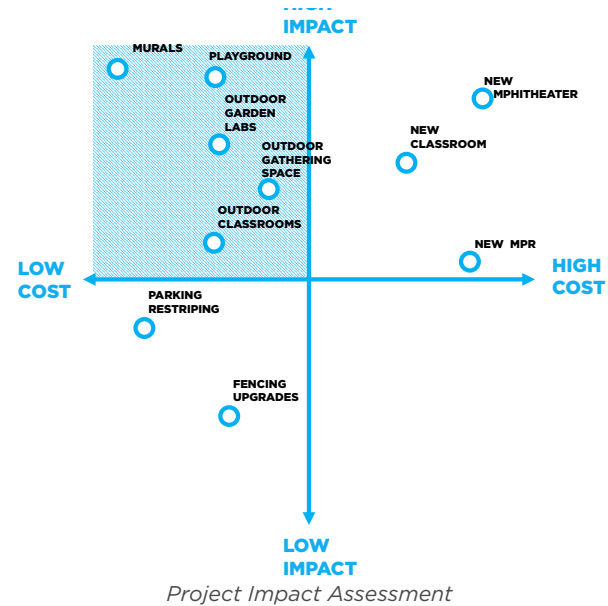 HIGH
IMPACT
MURALS
PLAYGROUND
NEW
MPHITHEATER
OUTDOOR
GARDEN
LABS
NEW
CLASSROOM
OUTDOOR
GATHERING
SPACE
OUTDOOR
CLASSROOMS
NEW MPR
LOW
COST
HIGH
COST
PARKING
RESTRIPING
FENCING
UPGRADES
LOW
IMPACT
Project Impact Assessment